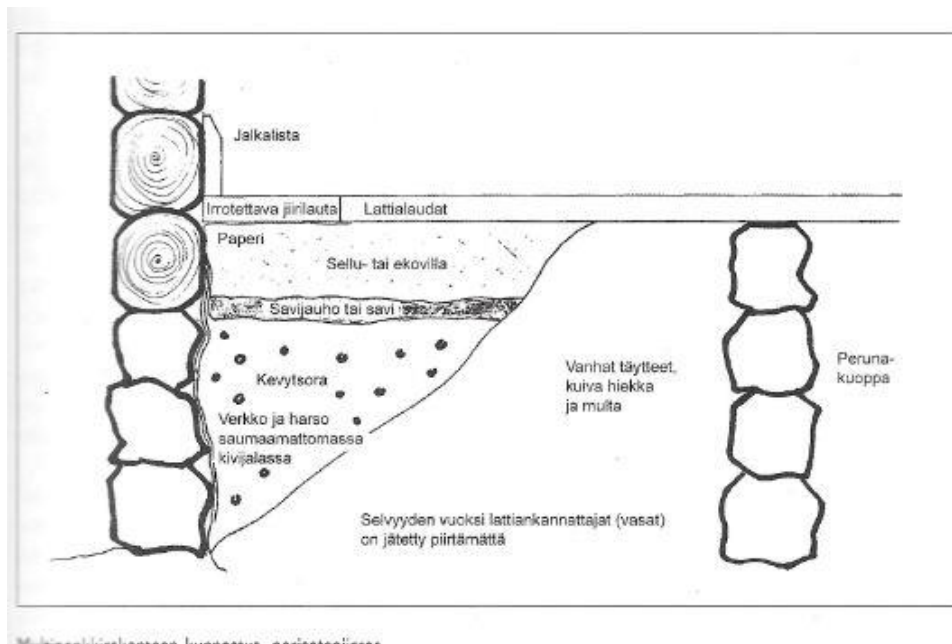 Jalkalista
Irrotettava jiirilauta
Lattialaudat
Paperi
Sellu- tai ekovilla
Savijauho tai savi
Kevytsora
Verkko ja harso
saumaamattomassa
kivijalassa
Vanhat täytteet,
kuiva hiekka
ja multa
Peruna-
kuoppa
Selvyyden vuoksi lattiankannattajat (vasat)
on jätetty piirtämättä